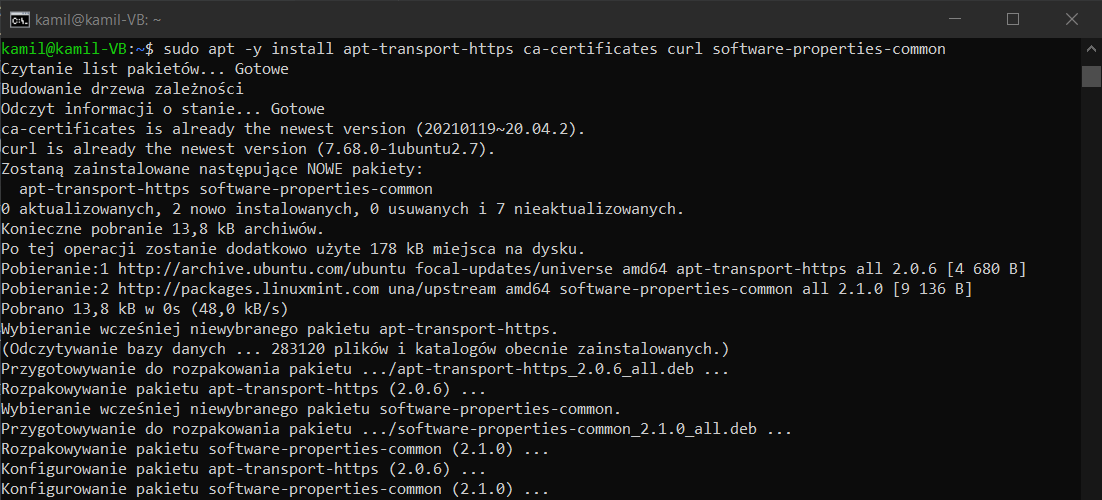 kamil@kamil-VB: ~
kamil@kamil-VB:~$ sudo apt -y install apt-transport-https ca-certificates curl software-properties-common
Czytanie list pakietów... Gotowe
Budowanie drzewa zależności
Odczyt informacji o stanie... Gotowe
ca-certificates is already the newest version (20210119~20.04.2).
curl is already the newest version (7.68.0-1ubuntu2.7).
Zostaną zainstalowane następujące NOWE pakiety:
  apt-transport-https software-properties-common
0 aktualizowanych, 2 nowo instalowanych, 0 usuwanych i 7 nieaktualizowanych.
Konieczne pobranie 13,8 kB archiwów.
Po tej operacji zostanie dodatkowo użyte 178 kB miejsca na dysku.
Pobieranie:1 http://archive.ubuntu.com/ubuntu focal-updates/universe amd64 apt-transport-https all 2.0.6 [4 680 B]
Pobieranie:2 http://packages.linuxmint.com una/upstream amd64 software-properties-common all 2.1.0 [9 136 B]
Pobrano 13,8 kB w 0s (48,0 kB/s)
Wybieranie wcześniej niewybranego pakietu apt-transport-https.
(Odczytywanie bazy danych ... 283120 plików i katalogów obecnie zainstalowanych.)
Przygotowywanie do rozpakowania pakietu .../apt-transport-https_2.0.6_all.deb ...
Rozpakowywanie pakietu apt-transport-https (2.0.6) ...
Wybieranie wcześniej niewybranego pakietu software-properties-common.
Przygotowywanie do rozpakowania pakietu .../software-properties-common_2.1.0_all.deb ...
Rozpakowywanie pakietu software-properties-common (2.1.0) ...
Konfigurowanie pakietu apt-transport-https (2.0.6) ...
Konfigurowanie pakietu software-properties-common (2.1.0) ...